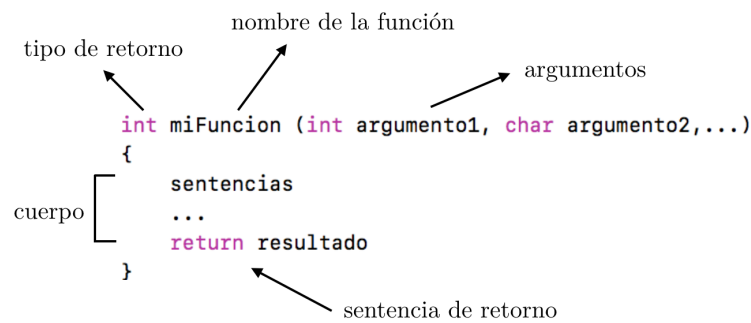 nombre de la función
tipo de retorno
argumentos
int miFuncion (int argumento1, char argumento2,...)
{
sentencias
cuerpo
...
return resultado
}
sentencia de retorno